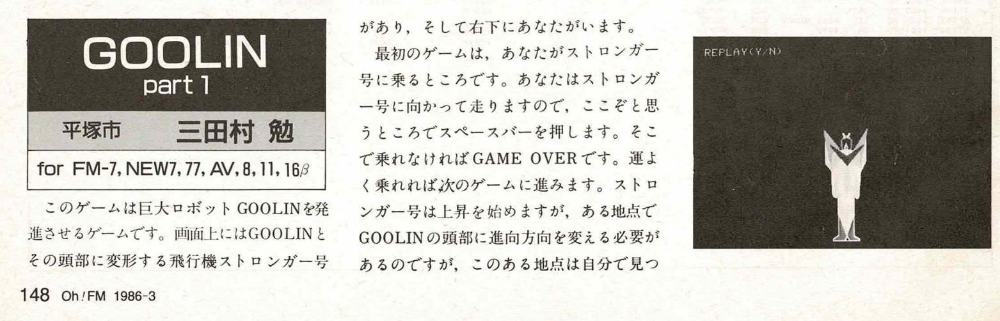 GOOLIN
part 1
平塚市 三田村 勉
for FM-7, NEW7, 77, AV, 8, 11, 16β
このゲームは巨大ロボット GOOLINを発
進させるゲームです。画面上にはGOOLINと
その頭部に変形する飛行機ストロンガー号
があり，そして右下にあなたがいます。
最初のゲームは，あなたがストロンガー
号に乗るところです。あなたはストロンガ
ー号に向かって走りますので，ここぞと思
うところでスペースバーを押します。そこ
で乗れなければGAME OVERです。運よ
く乗れれば，次のゲームに進みます。ストロ
ンガー号は上昇を始めますが，ある地点で
GOOLINの頭部に進向方向を変える必要が
あるのですが，このある地点は自分で見つ
REPLAY(Y/N)
148 Oh!FM 1986-3